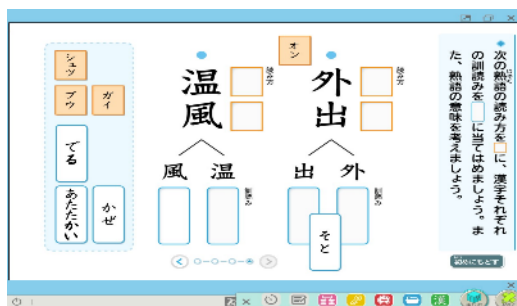 次の熟語の読み方を□に、漢字それぞれ
の訓読みを□に当てはめましょう。ま
た、熟語の意味を考えましょう。
初めにもどす
オン
外出
読み方
外
出
訓読み
そと
温風
読み方
温
風
訓読み
シュツ
ガイ
プウ
でる
かぜ
あたたかい